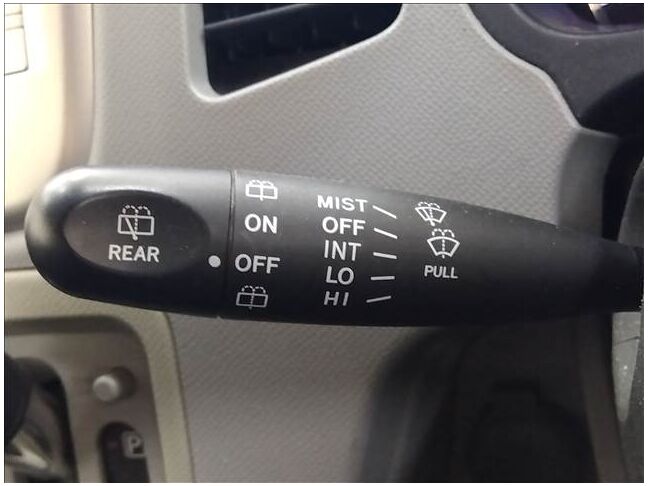 REAR
ON
OFF
MIST
OFF
INT
LO
HI
PULL
P